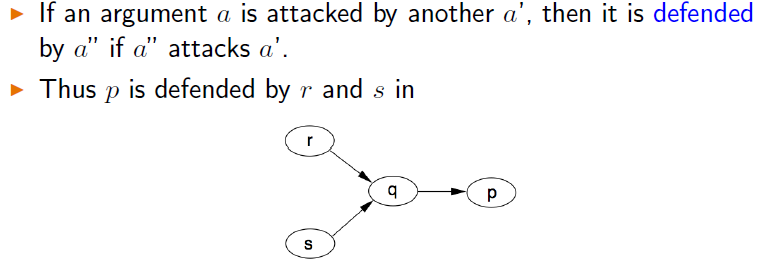 If an argument a is attacked by another a', then it is defended
by a" if a" attacks a'.
Thus p is defended by r and s in
r
q
p
s